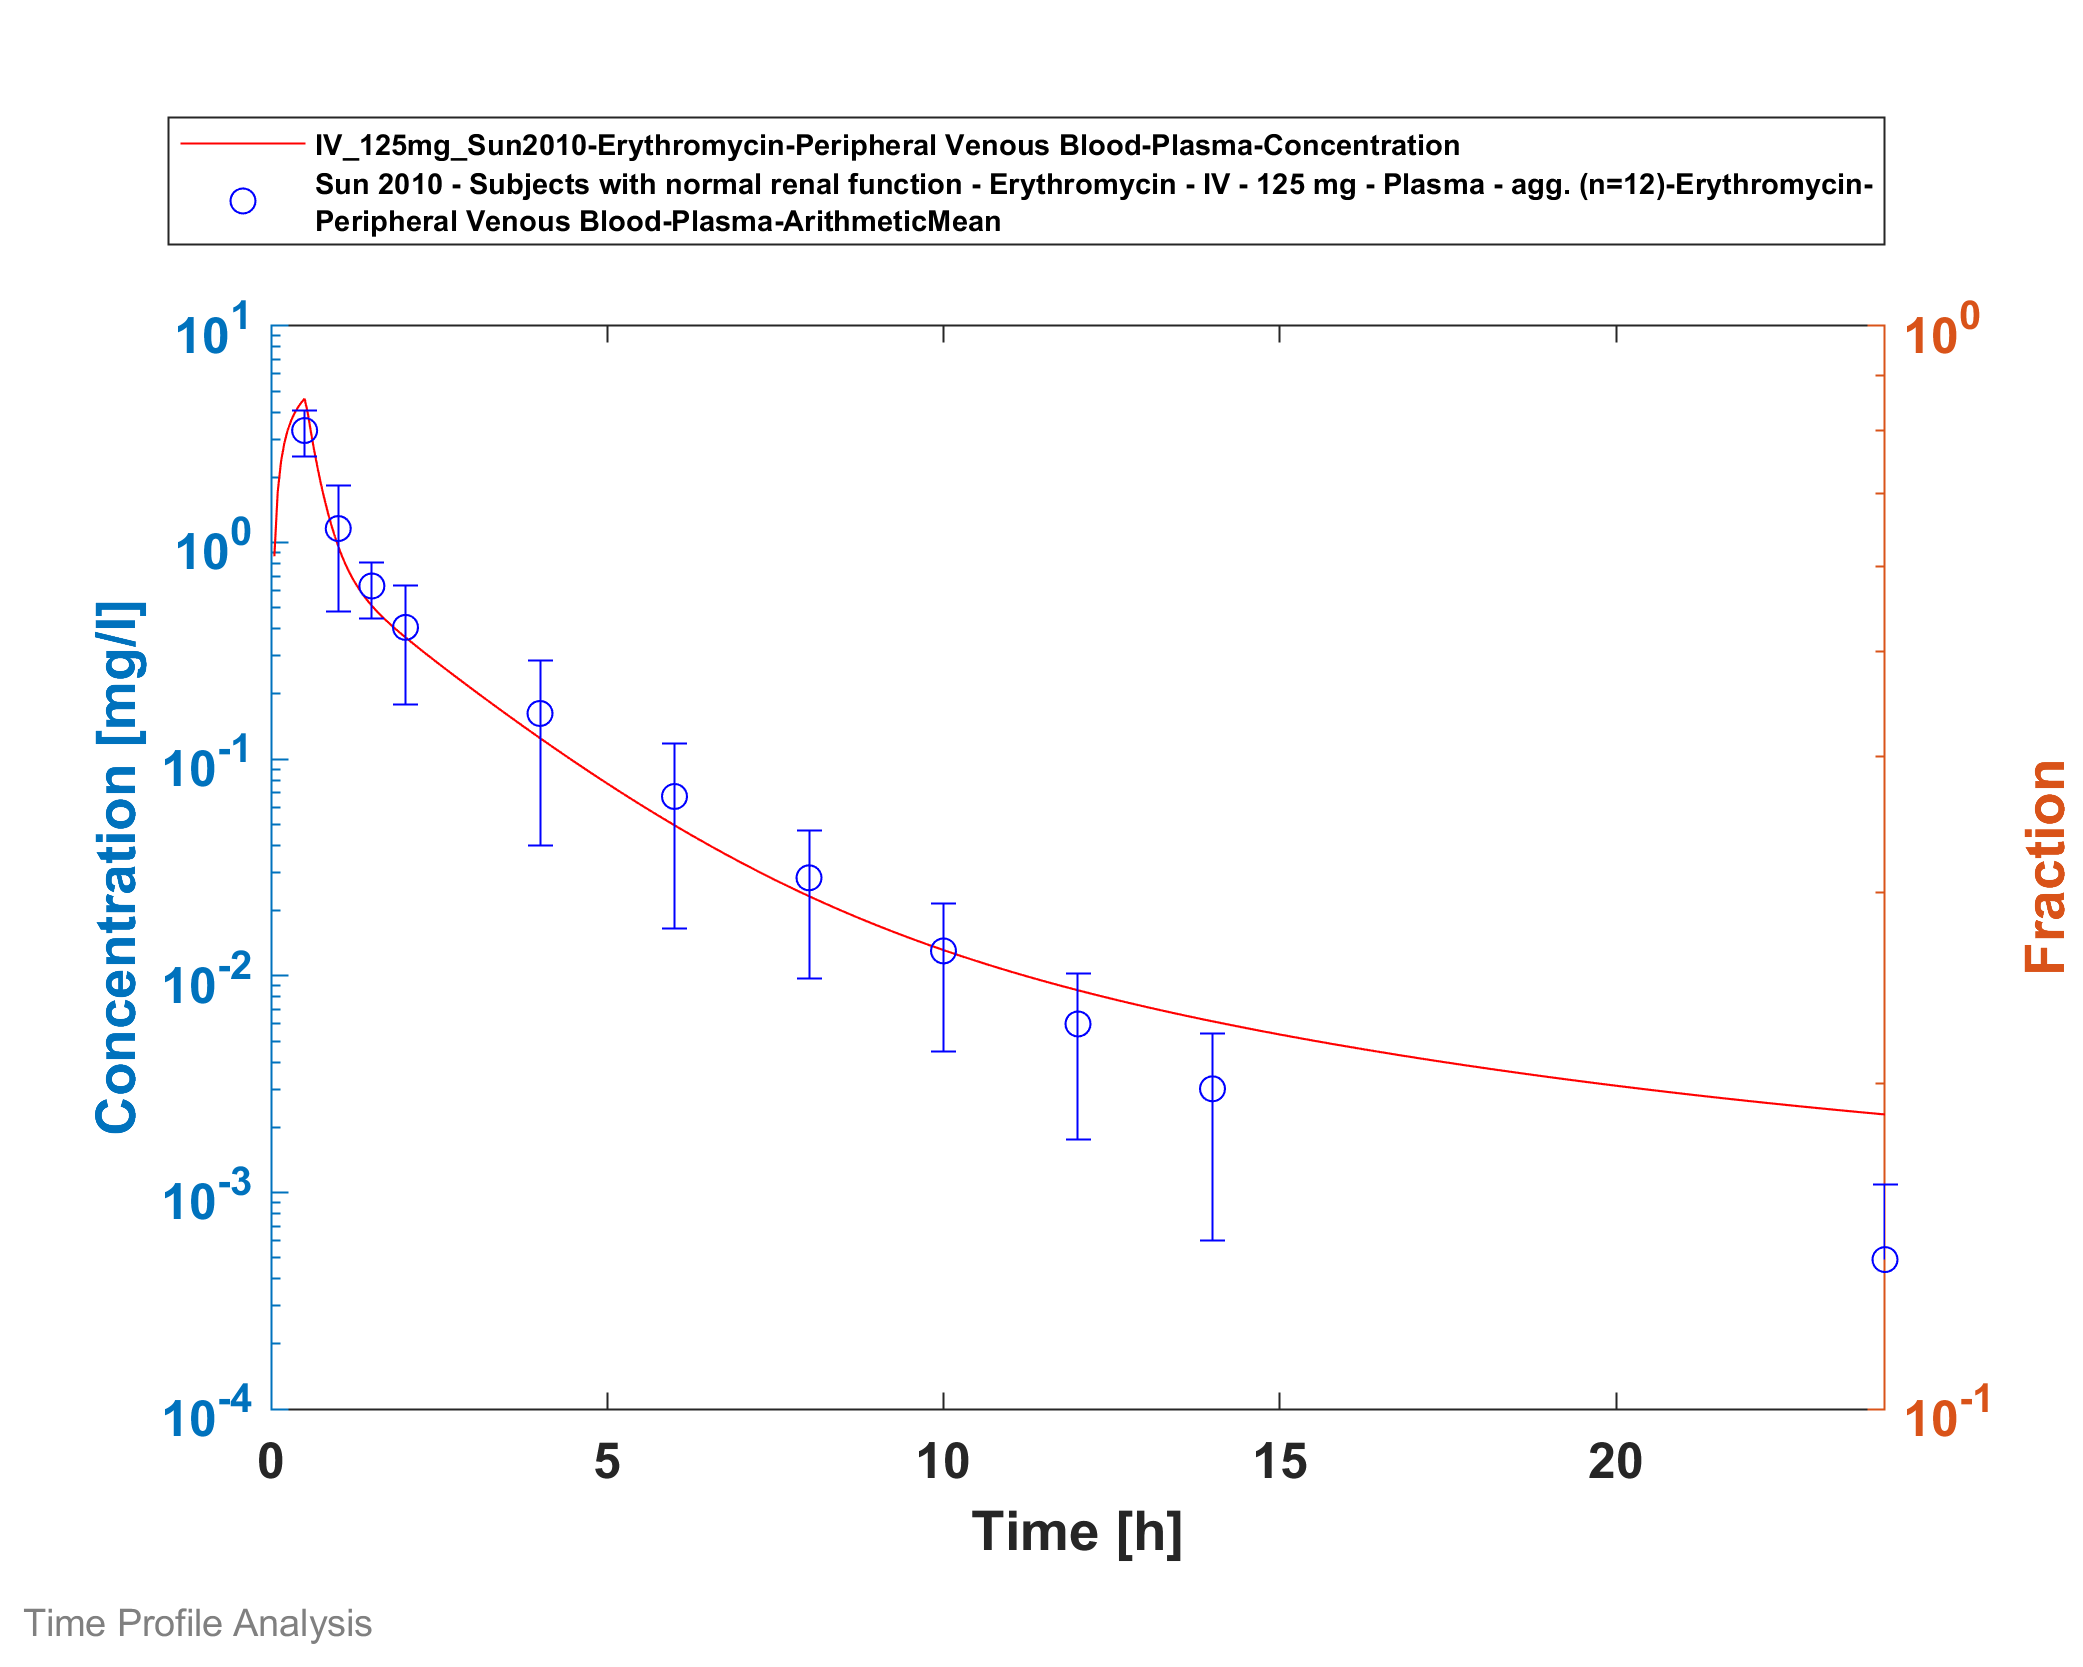 IV_125mg_Sun2010-Erythromycin-Peripheral Venous Blood-Plasma-Concentration
Sun 2010 - Subjects with normal renal function - Erythromycin - IV - 125 mg - Plasma - agg. (n=12)-Erythromycin-
Peripheral Venous Blood-Plasma-ArithmeticMean
10^1
10^0
10^-1
10^-2
10^-3
10^-4
Concentration [mg/l]
10^0
10^-1
Fraction
0 5 10 15 20
Time [h]
Time Profile Analysis